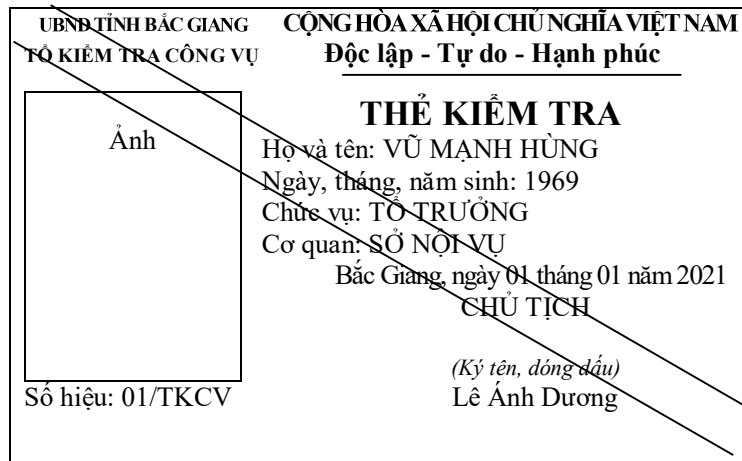 UBND TỈNH BẮC GIANG
TỔ KIỂM TRA CÔNG VỤ
CỘNG HÒA XÃ HỘI CHỦ NGHĨA VIỆT NAM
Độc lập - Tự do - Hạnh phúc
Ảnh
THẺ KIỂM TRA
Họ và tên: VŨ MẠNH HÙNG
Ngày, tháng, năm sinh: 1969
Chức vụ: TỔ TRƯỞNG
Cơ quan: SỞ NỘI VỤ
Bắc Giang, ngày 01 tháng 01 năm 2021
CHỦ TỊCH
(Ký tên, dóng dấu)
Số hiệu: 01/TKCV
Lê Ánh Dương